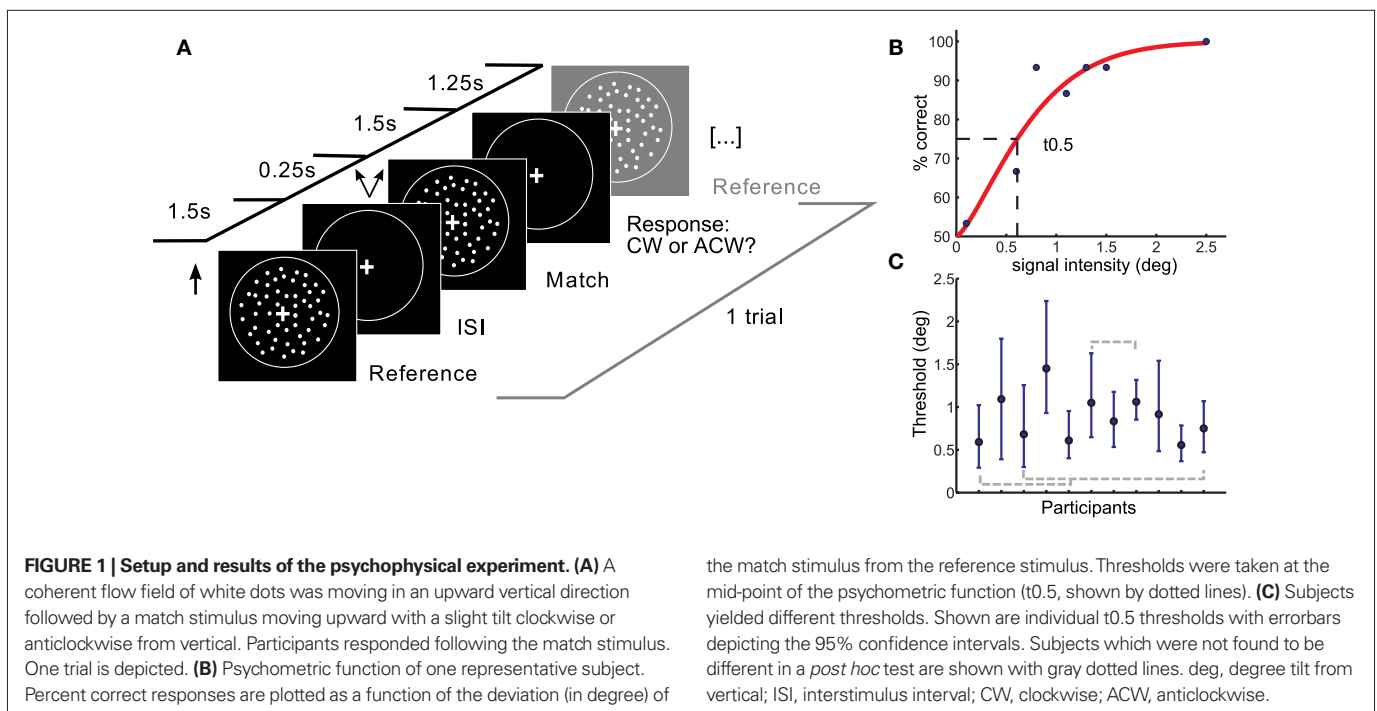 A
1.5s
0.25s
1.5s
1.25s
Reference
ISI
Match
Response:
CW or ACW?
Reference
[...]
1 trial
B
100
90
80
70
60
50
% correct
t0.5
0
0.5
1
1.5
2
2.5
signal intensity (deg)
C
2.5
2
1.5
1
0.5
0
Threshold (deg)
Participants
FIGURE 1 | Setup and results of the psychophysical experiment. (A) A
coherent flow field of white dots was moving in an upward vertical direction
followed by a match stimulus moving upward with a slight tilt clockwise or
anticlockwise from vertical. Participants responded following the match stimulus.
One trial is depicted. (B) Psychometric function of one representative subject.
Percent correct responses are plotted as a function of the deviation (in degree) of
the match stimulus from the reference stimulus. Thresholds were taken at the
mid-point of the psychometric function (t0.5, shown by dotted lines). (C) Subjects
yielded different thresholds. Shown are individual t0.5 thresholds with errorbars
depicting the 95% confidence intervals. Subjects which were not found to be
different in a post hoc test are shown with gray dotted lines. deg, degree tilt from
vertical; ISI, interstimulus interval; CW, clockwise; ACW, anticlockwise.